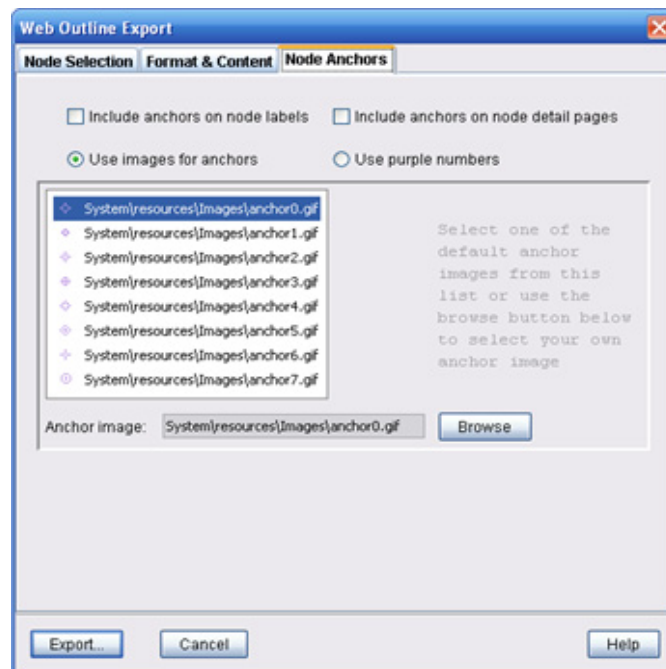 Web Outline Export
Node Selection Format & Content Node Anchors
Include anchors on node labels Include anchors on node detail pages
Use images for anchors Use purple numbers
System\resources\Images\anchor0.gif
System\resources\Images\anchor1.gif
System\resources\Images\anchor2.gif
System\resources\Images\anchor3.gif
System\resources\Images\anchor4.gif
System\resources\Images\anchor5.gif
System\resources\Images\anchor6.gif
System\resources\Images\anchor7.gif
Select one of the
default anchor
images from this
list or use the
browse button below
to select your own
anchor image
Anchor image: System\resources\Images\anchor0.gif Browse
Export... Cancel Help